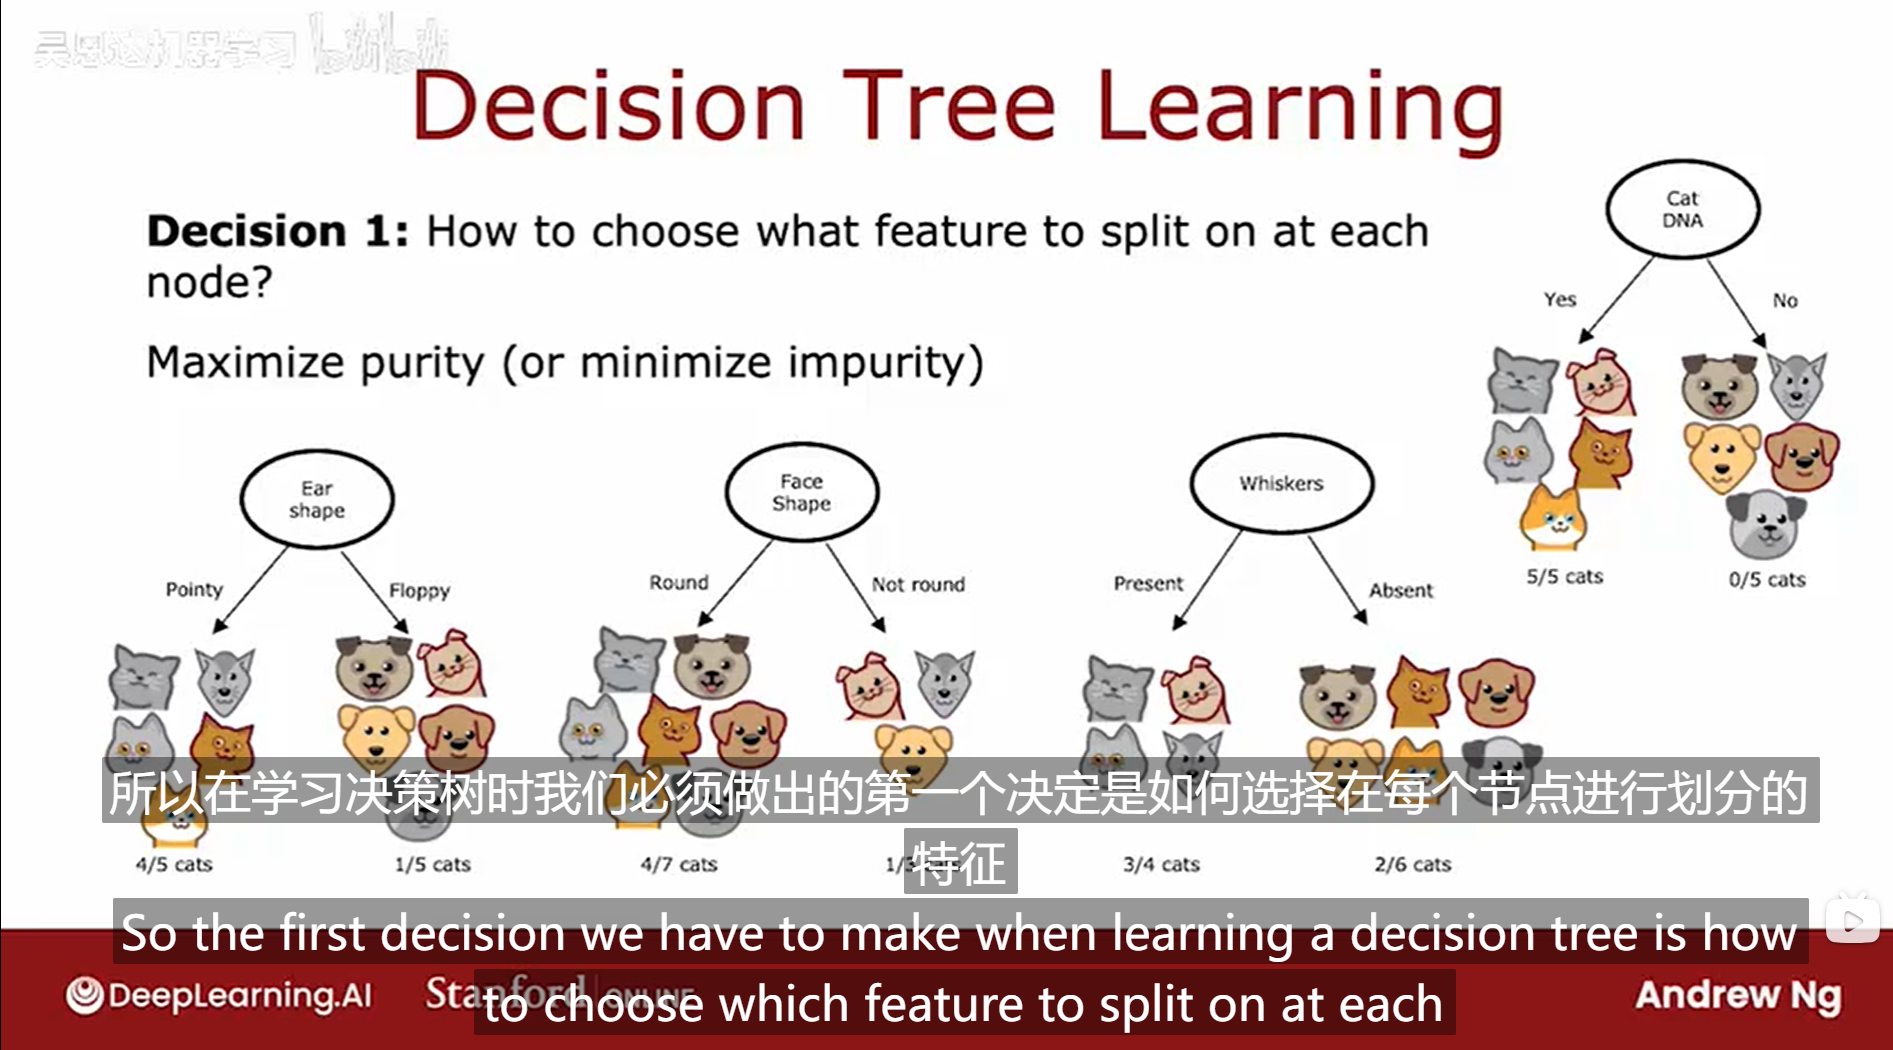 吴恩达机器学习 bilibili
Decision Tree Learning
Decision 1: How to choose what feature to split on at each
node?
Maximize purity (or minimize impurity)
Cat
DNA
Yes
No
5/5 cats
0/5 cats
Ear
shape
Pointy
Floppy
4/5 cats
1/5 cats
Face
Shape
Round
Not round
4/7 cats
1/3 cats
Whiskers
Present
Absent
3/4 cats
2/6 cats
所以在学习决策树时我们必须做出的第一个决定是如何选择在每个节点进行划分的
特征
So the first decision we have to make when learning a decision tree is how
to choose which feature to split on at each
DeepLearning.AI
Stanford ONLINE
Andrew Ng